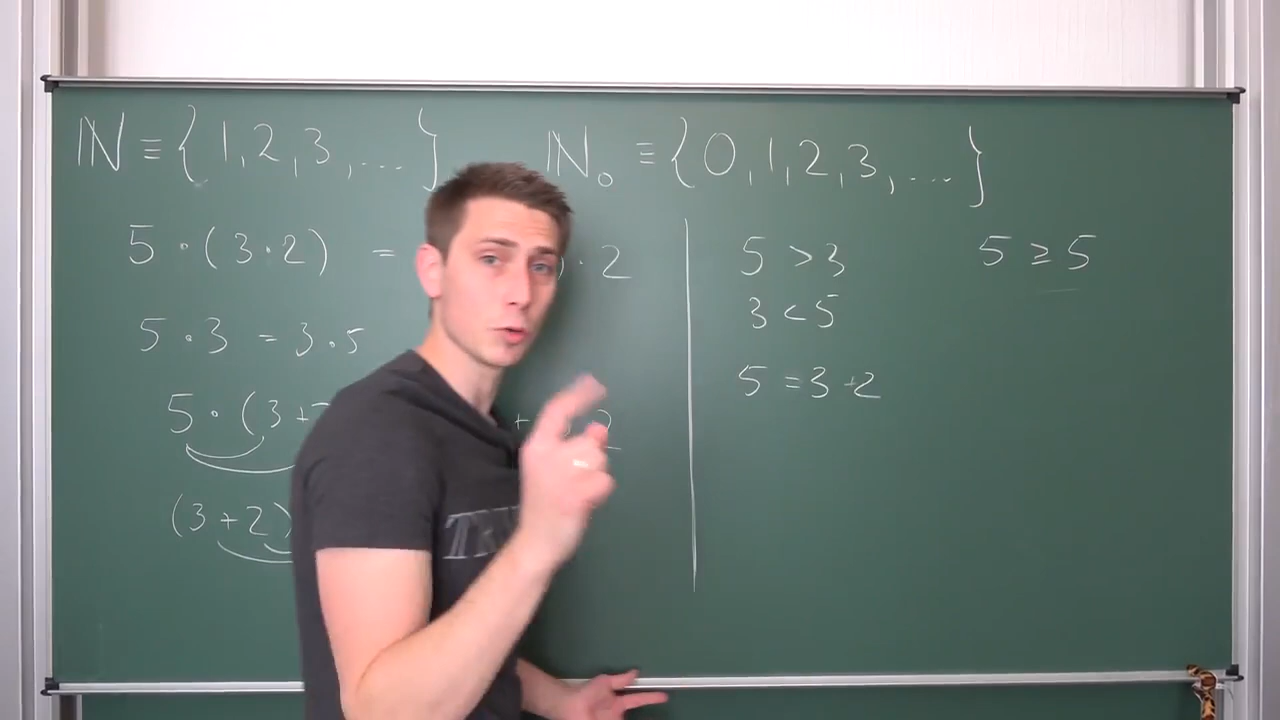 ℕ ≡ {1,2,3,...} ℕ₀ ≡ {0,1,2,3,...}
5 · (3·2) = ) · 2
5 · 3 = 3 · 5
5 · (3+ + 2
(3+2)
5 > 3 5 ≥ 5
3 < 5
5 = 3+2